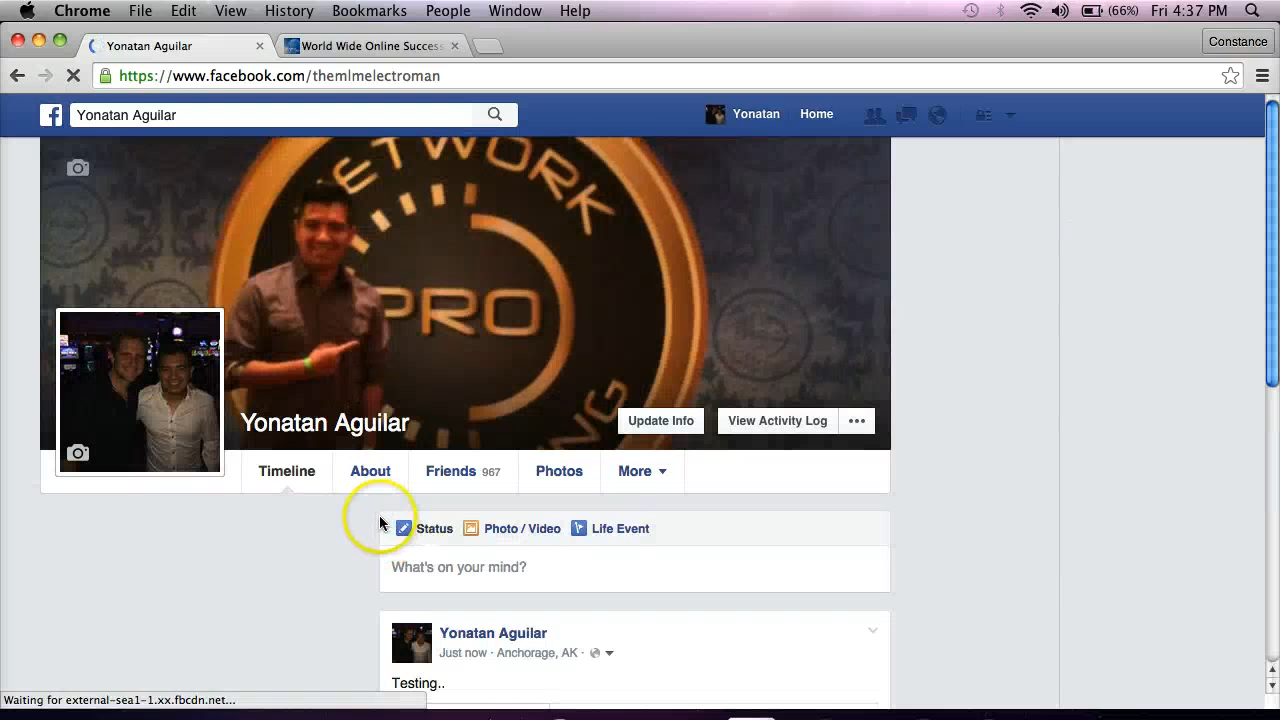 Chrome File Edit View History Bookmarks People Window Help (66%) Fri 4:37 PM
Yonatan Aguilar World Wide Online Success Constance
https://www.facebook.com/themlmelectroman
Yonatan Aguilar Yonatan Home
NETWORK
PRO
Yonatan Aguilar Update Info View Activity Log
Timeline About Friends 967 Photos More
Status Photo / Video Life Event
What's on your mind?
Yonatan Aguilar
Just now · Anchorage, AK ·
Testing..
Waiting for external-sea1-1.xx.fbcdn.net...